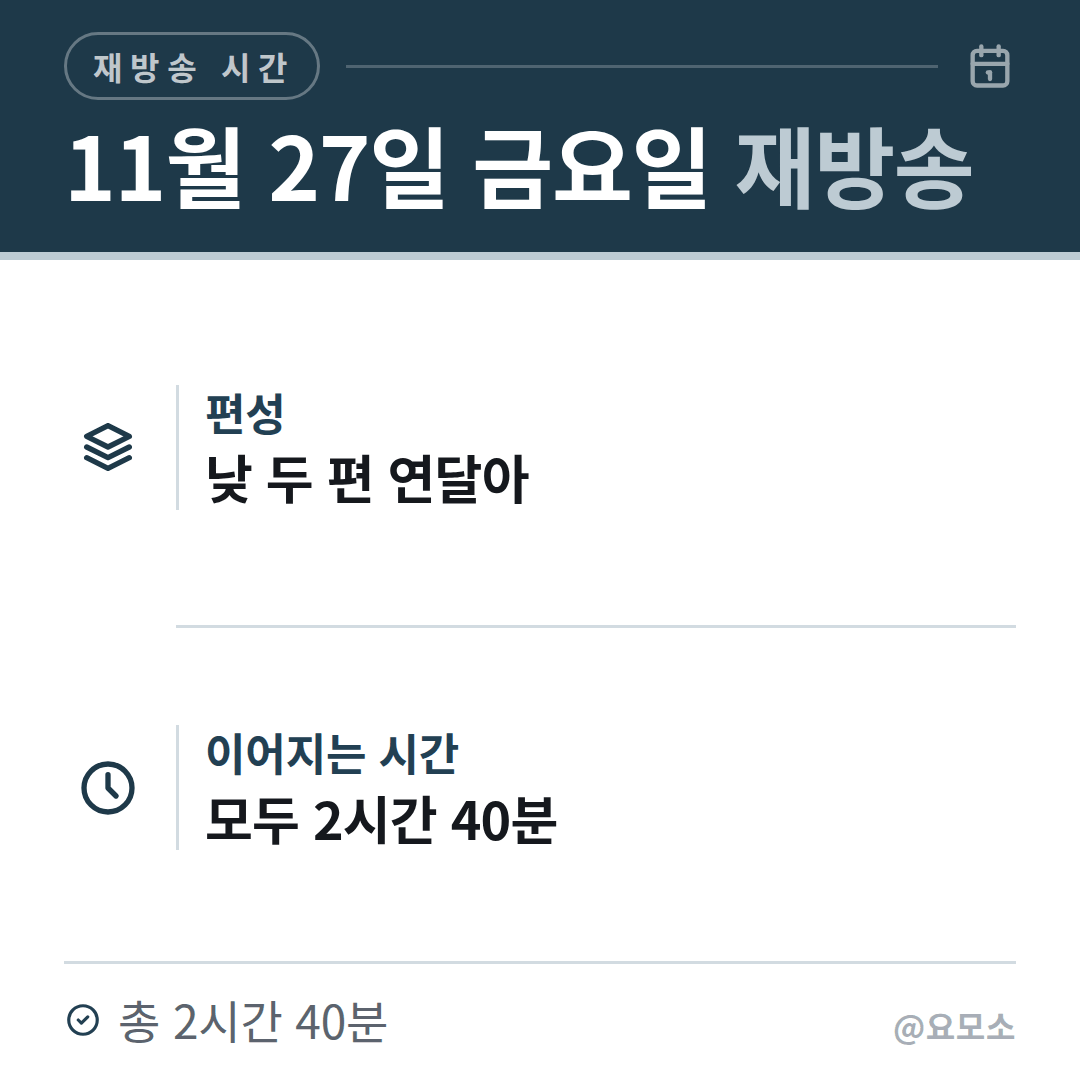 재방송 시간
11월 27일 금요일 재방송
편성
낮 두 편 연달아
이어지는 시간
모두 2시간 40분
총 2시간 40분
@요모소